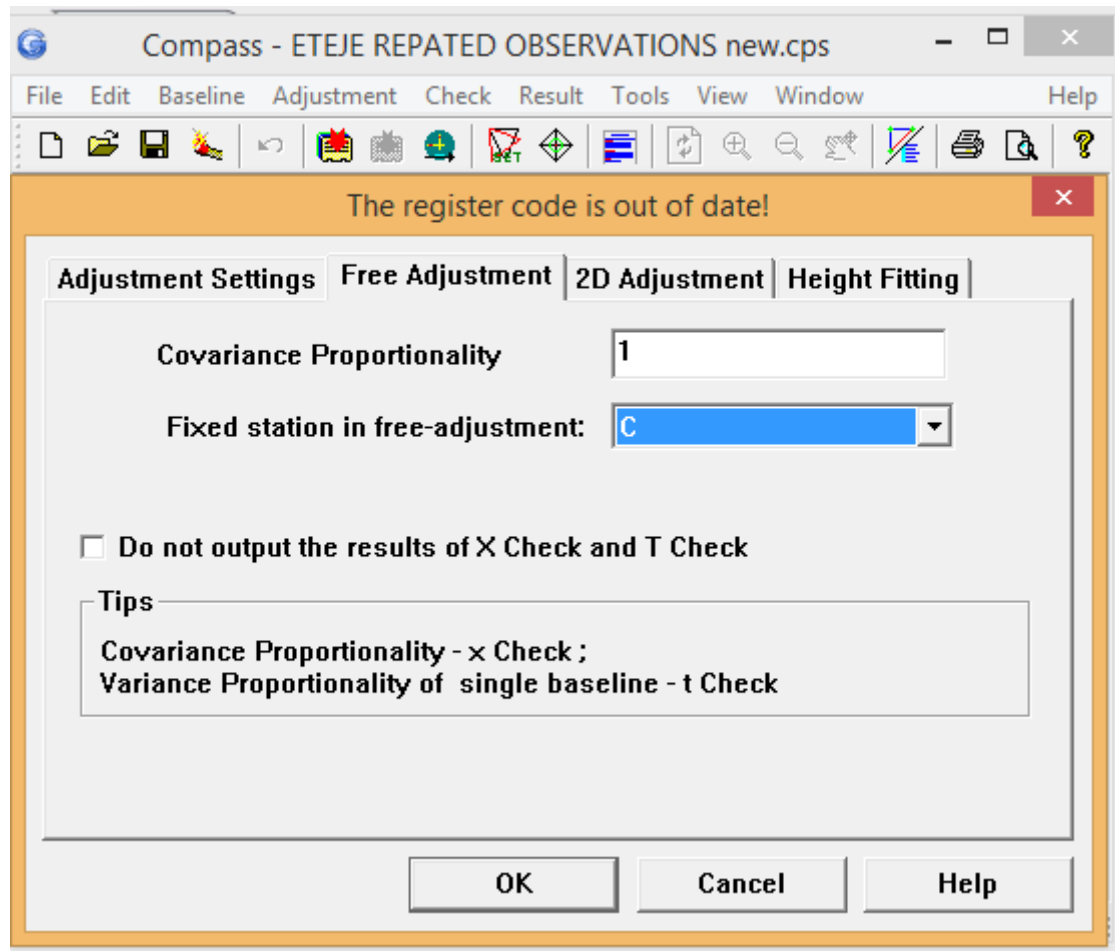 Compass - ETEJE REPATED OBSERVATIONS new.cps
File Edit Baseline Adjustment Check Result Tools View Window Help
The register code is out of date!
Adjustment Settings Free Adjustment 2D Adjustment Height Fitting
Covariance Proportionality 1
Fixed station in free-adjustment: C
Do not output the results of X Check and T Check
Tips
Covariance Proportionality - x Check ;
Variance Proportionality of single baseline - t Check
OK Cancel Help